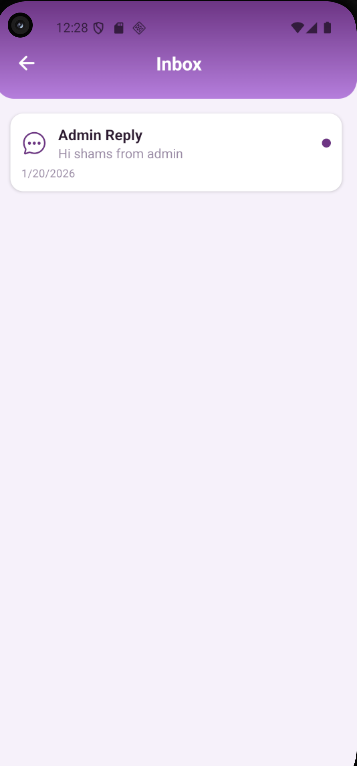 12:28
Inbox
Admin Reply
Hi shams from admin
1/20/2026